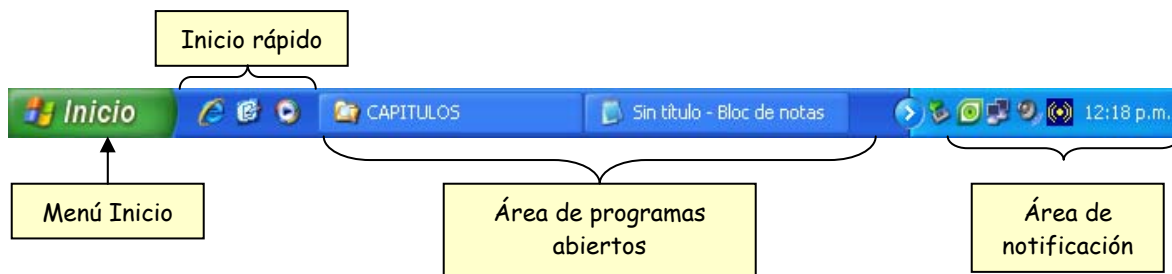 Inicio rápido
Inicio
CAPITULOS
Sin título - Bloc de notas
12:18 p.m.
Menú Inicio
Área de programas
abiertos
Área de
notificación